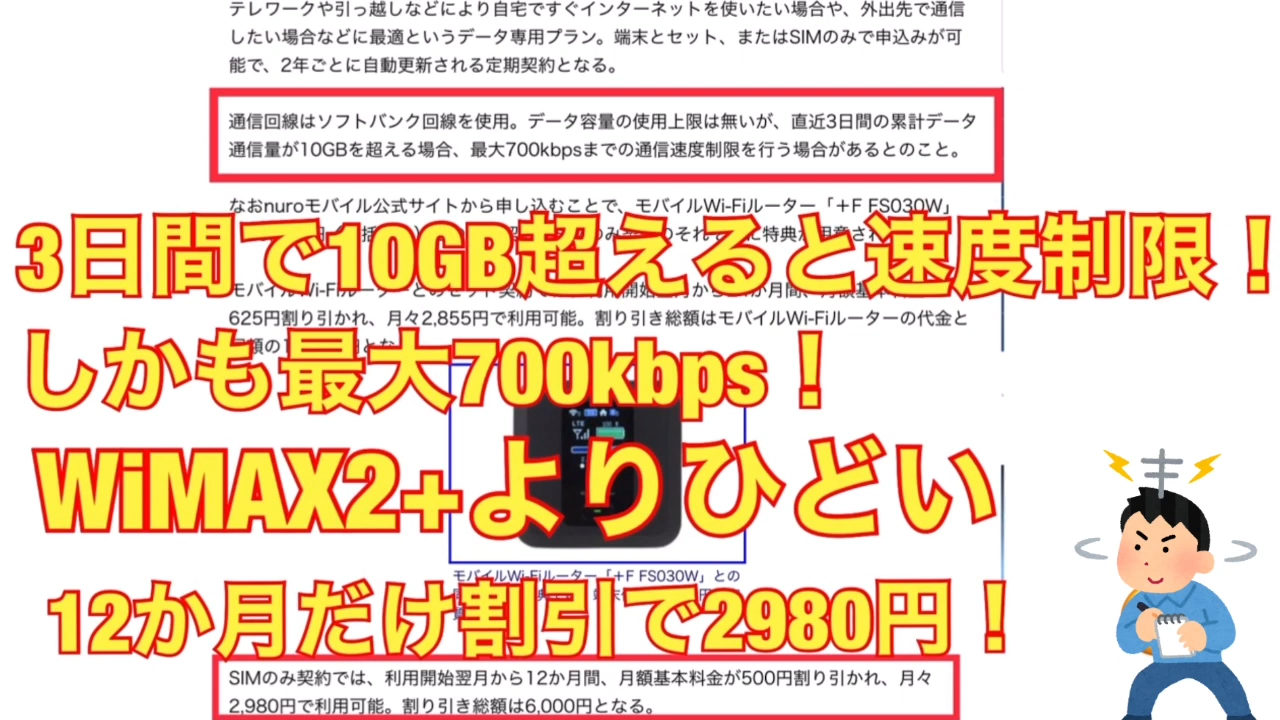 テレワークや引っ越しなどにより自宅ですぐインターネットを使いたい場合や、外出先で通信
したい場合などに最適というデータ専用プラン。端末とセット、またはSIMのみで申込みが可
能で、2年ごとに自動更新される定期契約となる。
通信回線はソフトバンク回線を使用。データ容量の使用上限は無いが、直近3日間の累計データ
通信量が10GBを超える場合、最大700kbpsまでの通信速度制限を行う場合があるとのこと。
なおnuroモバイル公式サイトから申し込むことで、モバイルWi-Fiルーター「+F FS030W」
3日間で10GB超えると速度制限！
625円割り引かれ、月々2,855円で利用可能。割り引き総額はモバイルWi-Fiルーターの代金と
しかも最大700kbps！
LTE
WiMAX2+よりひどい
モバイルWi-Fiルーター「+F FS030W」との
12か月だけ割引で2980円！
SIMのみ契約では、利用開始翌月から12か月間、月額基本料金が500円割り引かれ、月々
2,980円で利用可能。割り引き総額は6,000円となる。